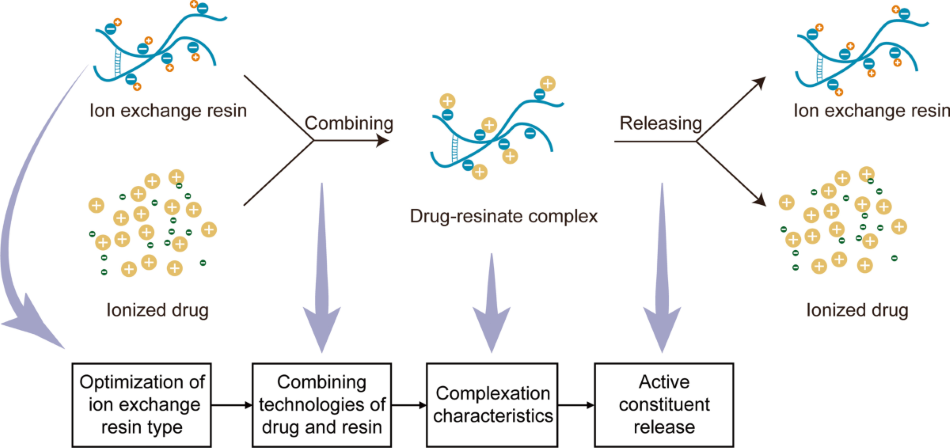 Ion exchange resin
Combining
Releasing
Ion exchange resin
Drug-resinate complex
Ionized drug
Ionized drug
Optimization of
ion exchange
resin type
Combining
technologies of
drug and resin
Complexation
characteristics
Active
constituent
release